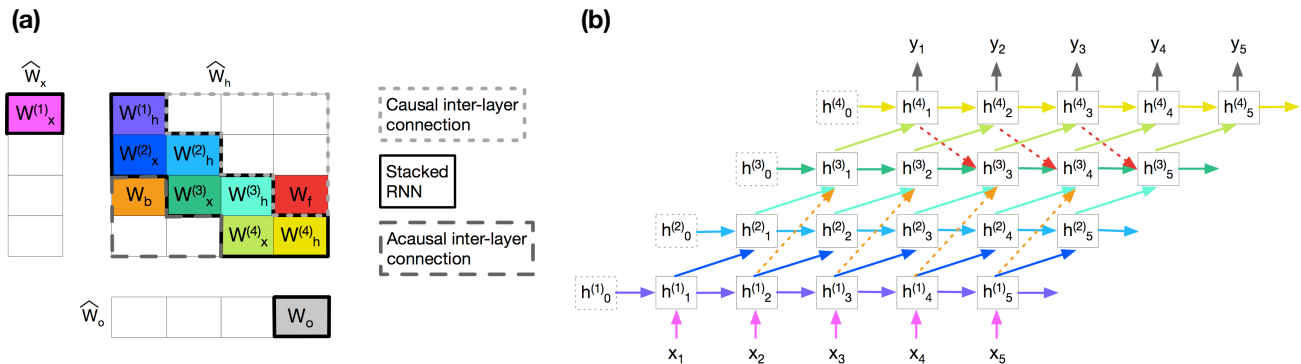 (a)
Ŵx
Ŵh
W(1)x
W(1)h
W(2)x W(2)h
Wb W(3)x W(3)h Wf
W(4)x W(4)h
Ŵo
Wo
Causal inter-layer
connection
Stacked
RNN
Acausal inter-layer
connection
(b)
y1 y2 y3 y4 y5
h(4)0 h(4)1 h(4)2 h(4)3 h(4)4 h(4)5
h(3)0 h(3)1 h(3)2 h(3)3 h(3)4 h(3)5
h(2)0 h(2)1 h(2)2 h(2)3 h(2)4 h(2)5
h(1)0 h(1)1 h(1)2 h(1)3 h(1)4 h(1)5
x1 x2 x3 x4 x5